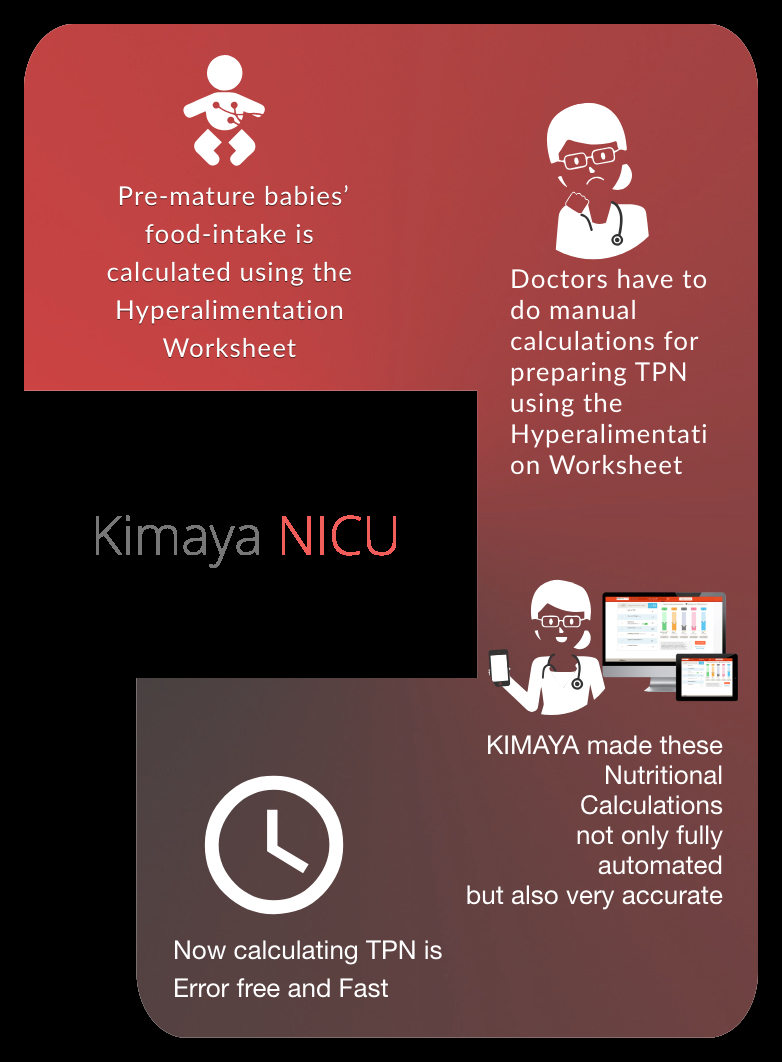 Pre-mature babies’
food-intake is
calculated using the
Hyperalimentation
Worksheet
Doctors have to
do manual
calculations for
preparing TPN
using the
Hyperalimentati
on Worksheet
Kimaya NICU
KIMAYA made these
Nutritional
Calculations
not only fully
automated
but also very accurate
Now calculating TPN is
Error free and Fast